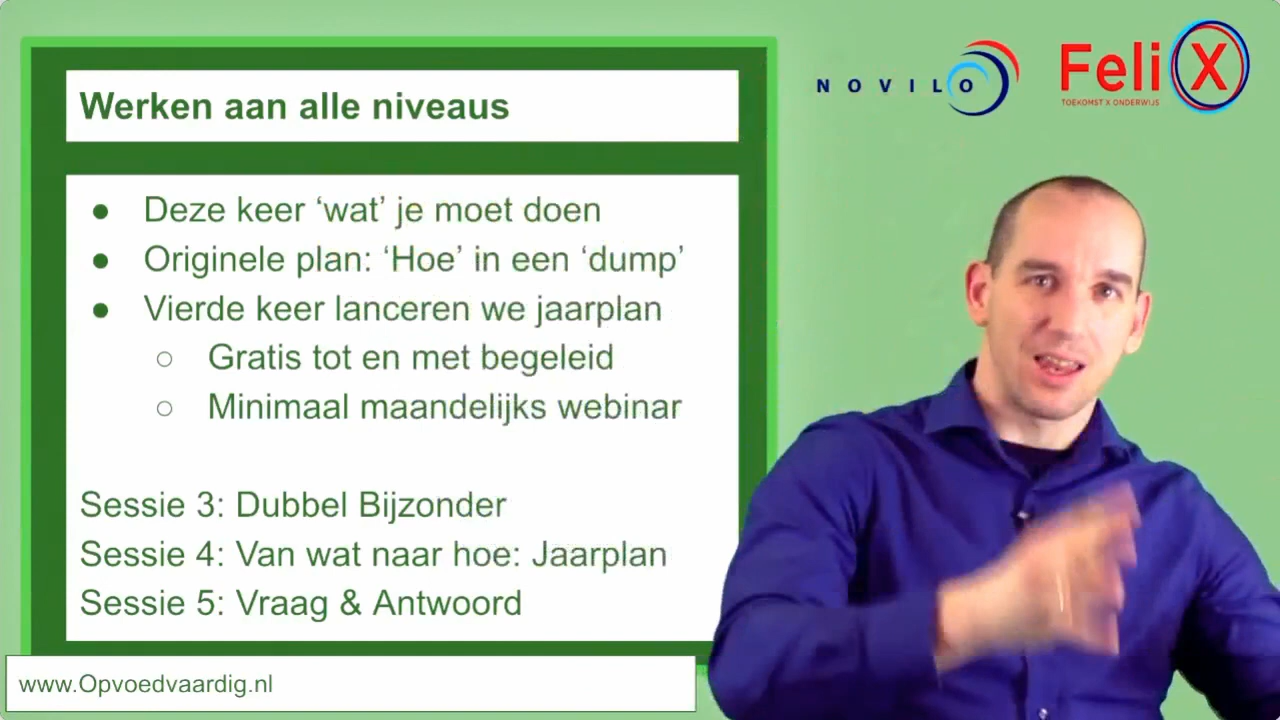 Werken aan alle niveaus
NOVILO
FeliX
TOEKOMST X ONDERWIJS
● Deze keer ‘wat’ je moet doen
● Originele plan: ‘Hoe’ in een ‘dump’
● Vierde keer lanceren we jaarplan
○ Gratis tot en met begeleid
○ Minimaal maandelijks webinar
Sessie 3: Dubbel Bijzonder
Sessie 4: Van wat naar hoe: Jaarplan
Sessie 5: Vraag & Antwoord
www.Opvoedvaardig.nl